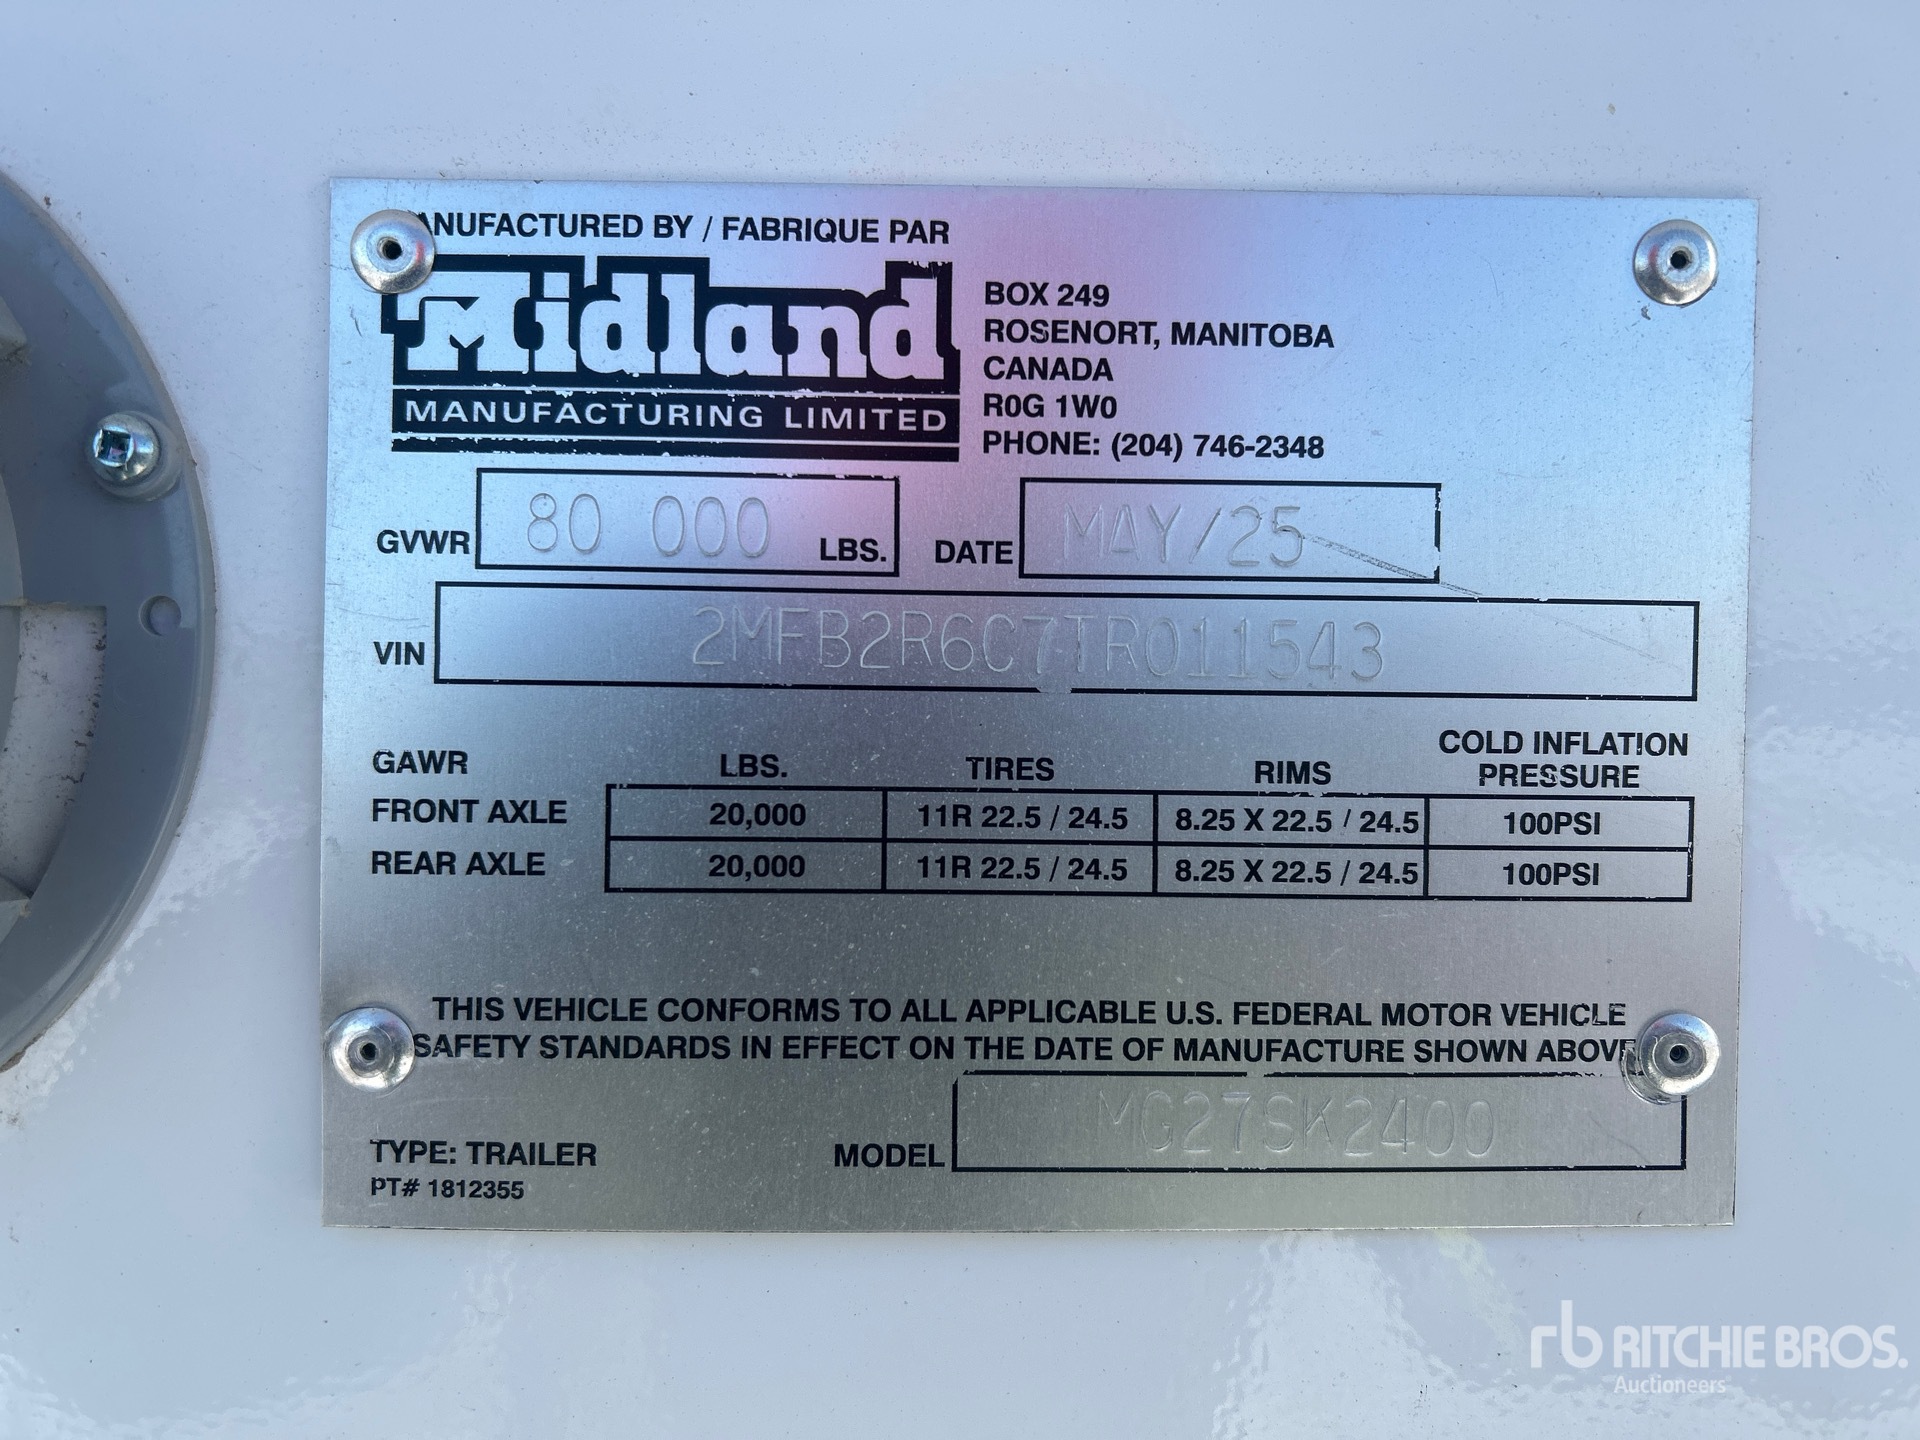 ANUFACTURED BY / FABRIQUE PAR
Midland
MANUFACTURING LIMITED
BOX 249
ROSENORT, MANITOBA
CANADA
R0G 1W0
PHONE: (204) 746-2348
GVWR 80 000 LBS. DATE MAY/25
VIN 2MFB2R6C7TR011543
GAWR LBS. TIRES RIMS COLD INFLATION PRESSURE
FRONT AXLE 20,000 11R 22.5 / 24.5 8.25 X 22.5 / 24.5 100PSI
REAR AXLE 20,000 11R 22.5 / 24.5 8.25 X 22.5 / 24.5 100PSI
THIS VEHICLE CONFORMS TO ALL APPLICABLE U.S. FEDERAL MOTOR VEHICLE
SAFETY STANDARDS IN EFFECT ON THE DATE OF MANUFACTURE SHOWN ABOVE
TYPE: TRAILER MODEL MG27SK2400
PT# 1812355
rb RITCHIE BROS.
Auctioneers